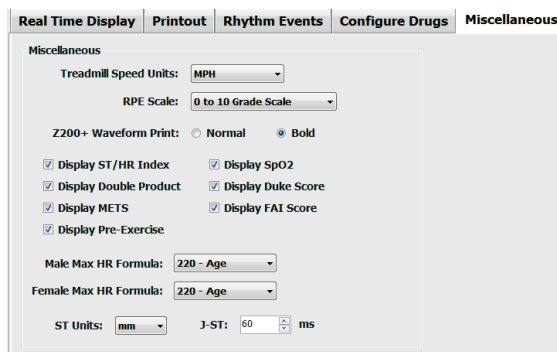 Real Time Display Printout Rhythm Events Configure Drugs Miscellaneous
Miscellaneous
Treadmill Speed Units: MPH
RPE Scale: 0 to 10 Grade Scale
Z200+ Waveform Print: Normal Bold
Display ST/HR Index Display SpO2
Display Double Product Display Duke Score
Display METS Display FAI Score
Display Pre-Exercise
Male Max HR Formula: 220 - Age
Female Max HR Formula: 220 - Age
ST Units: mm J-ST: 60 ms